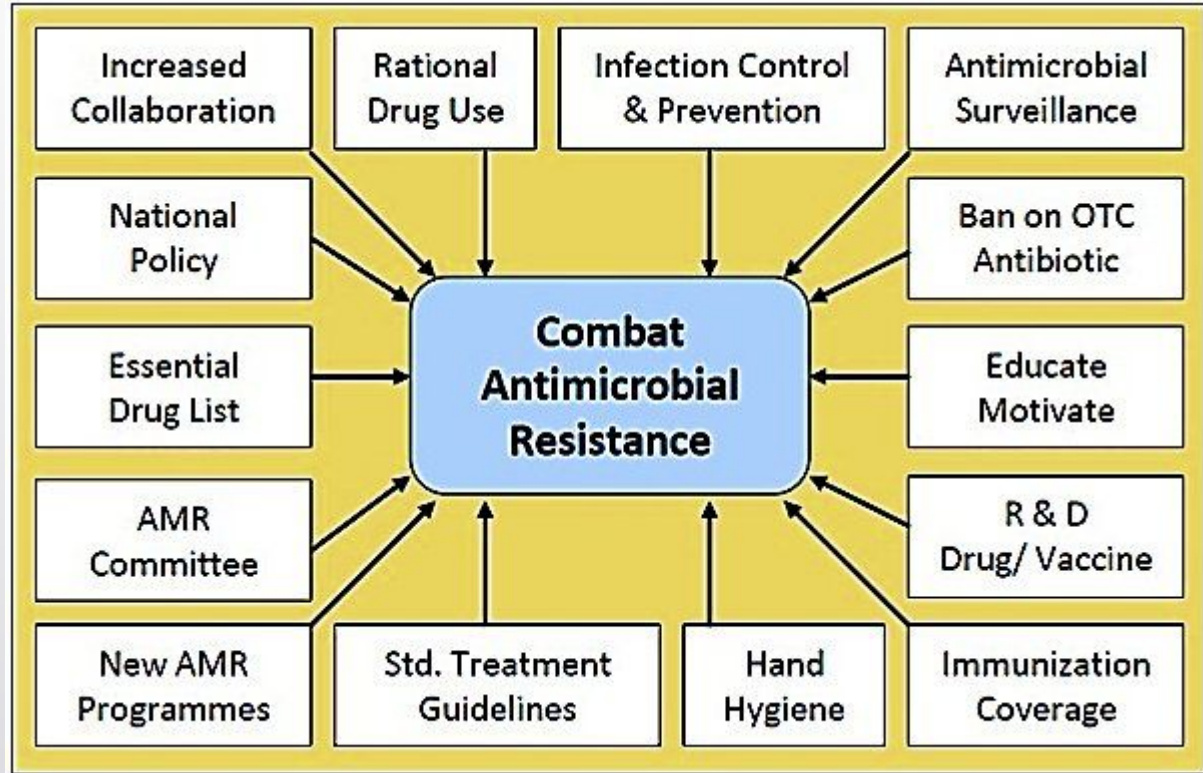 Increased
Collaboration
Rational
Drug Use
Infection Control
& Prevention
Antimicrobial
Surveillance
National
Policy
Ban on OTC
Antibiotic
Combat
Antimicrobial
Resistance
Essential
Drug List
Educate
Motivate
AMR
Committee
R & D
Drug/ Vaccine
New AMR
Programmes
Std. Treatment
Guidelines
Hand
Hygiene
Immunization
Coverage